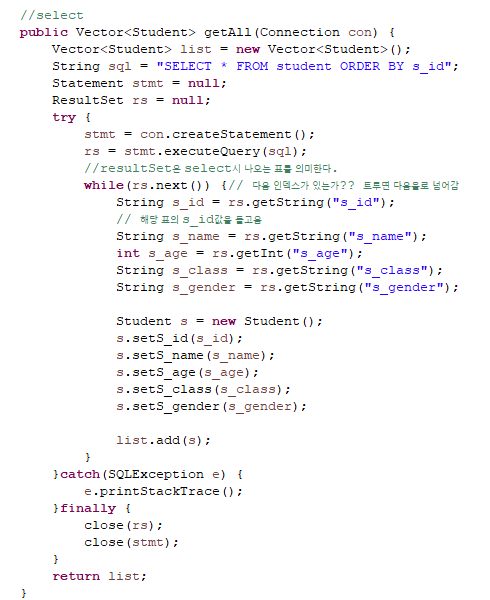 //select
public Vector<Student> getAll(Connection con) {
    Vector<Student> list = new Vector<Student>();
    String sql = "SELECT * FROM student ORDER BY s_id";
    Statement stmt = null;
    ResultSet rs = null;
    try {
        stmt = con.createStatement();
        rs = stmt.executeQuery(sql);
        //resultSet은 select시 나오는 표를 의미한다.
        while(rs.next()) {// 다음 인덱스가 있는가?? 트루면 다음줄로 넘어감
            String s_id = rs.getString("s_id");
            // 해당 표의 s_id값을 들고옴
            String s_name = rs.getString("s_name");
            int s_age = rs.getInt("s_age");
            String s_class = rs.getString("s_class");
            String s_gender = rs.getString("s_gender");

            Student s = new Student();
            s.setS_id(s_id);
            s.setS_name(s_name);
            s.setS_age(s_age);
            s.setS_class(s_class);
            s.setS_gender(s_gender);

            list.add(s);
        }
    }catch(SQLException e) {
        e.printStackTrace();
    }finally {
        close(rs);
        close(stmt);
    }
    return list;
}